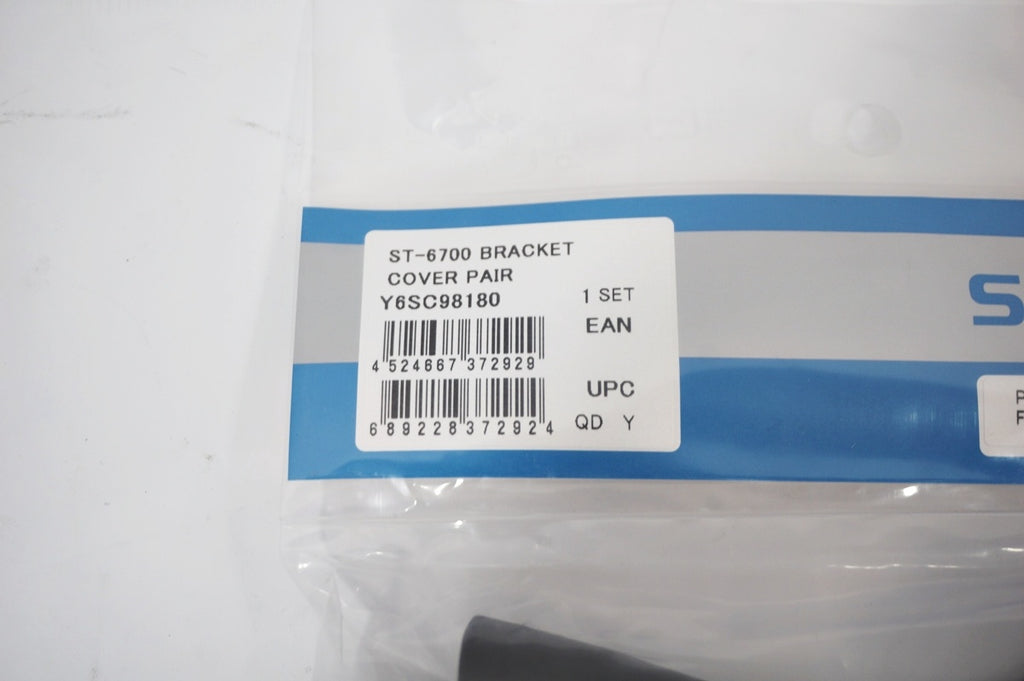 ST-6700 BRACKET
COVER PAIR
Y6SC98180
1 SET
EAN
4 524667 372929
UPC
6 89228 37292 4
QD Y
S